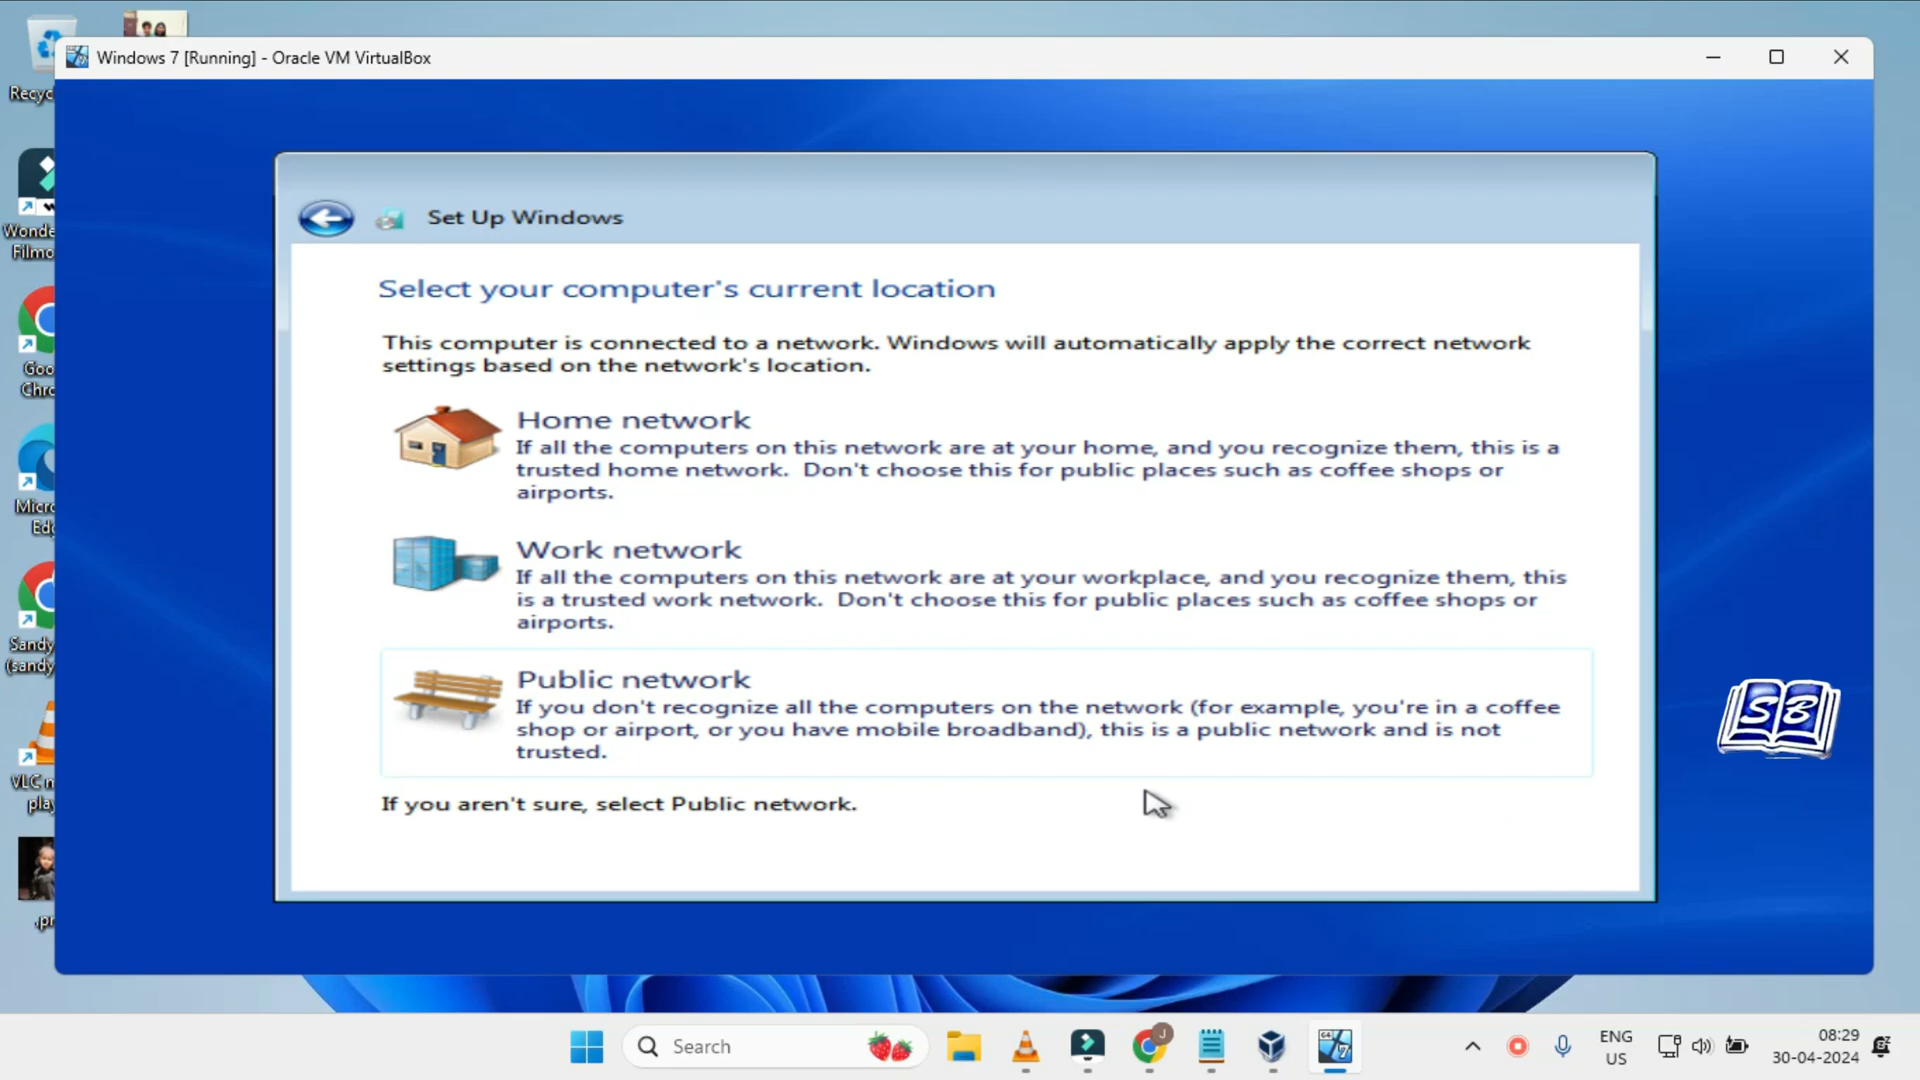 Windows 7 [Running] - Oracle VM VirtualBox
Recyc
Wonde
Filmo
Goo
Chro
Micro
Edg
Sandy
(sandy
VLC m
play
.pr
Set Up Windows
Select your computer's current location
This computer is connected to a network. Windows will automatically apply the correct network
settings based on the network's location.
Home network
If all the computers on this network are at your home, and you recognize them, this is a
trusted home network. Don't choose this for public places such as coffee shops or
airports.
Work network
If all the computers on this network are at your workplace, and you recognize them, this
is a trusted work network. Don't choose this for public places such as coffee shops or
airports.
Public network
If you don't recognize all the computers on the network (for example, you're in a coffee
shop or airport, or you have mobile broadband), this is a public network and is not
trusted.
If you aren't sure, select Public network.
SB
Search
J
64
7
ENG
US
08:29
30-04-2024